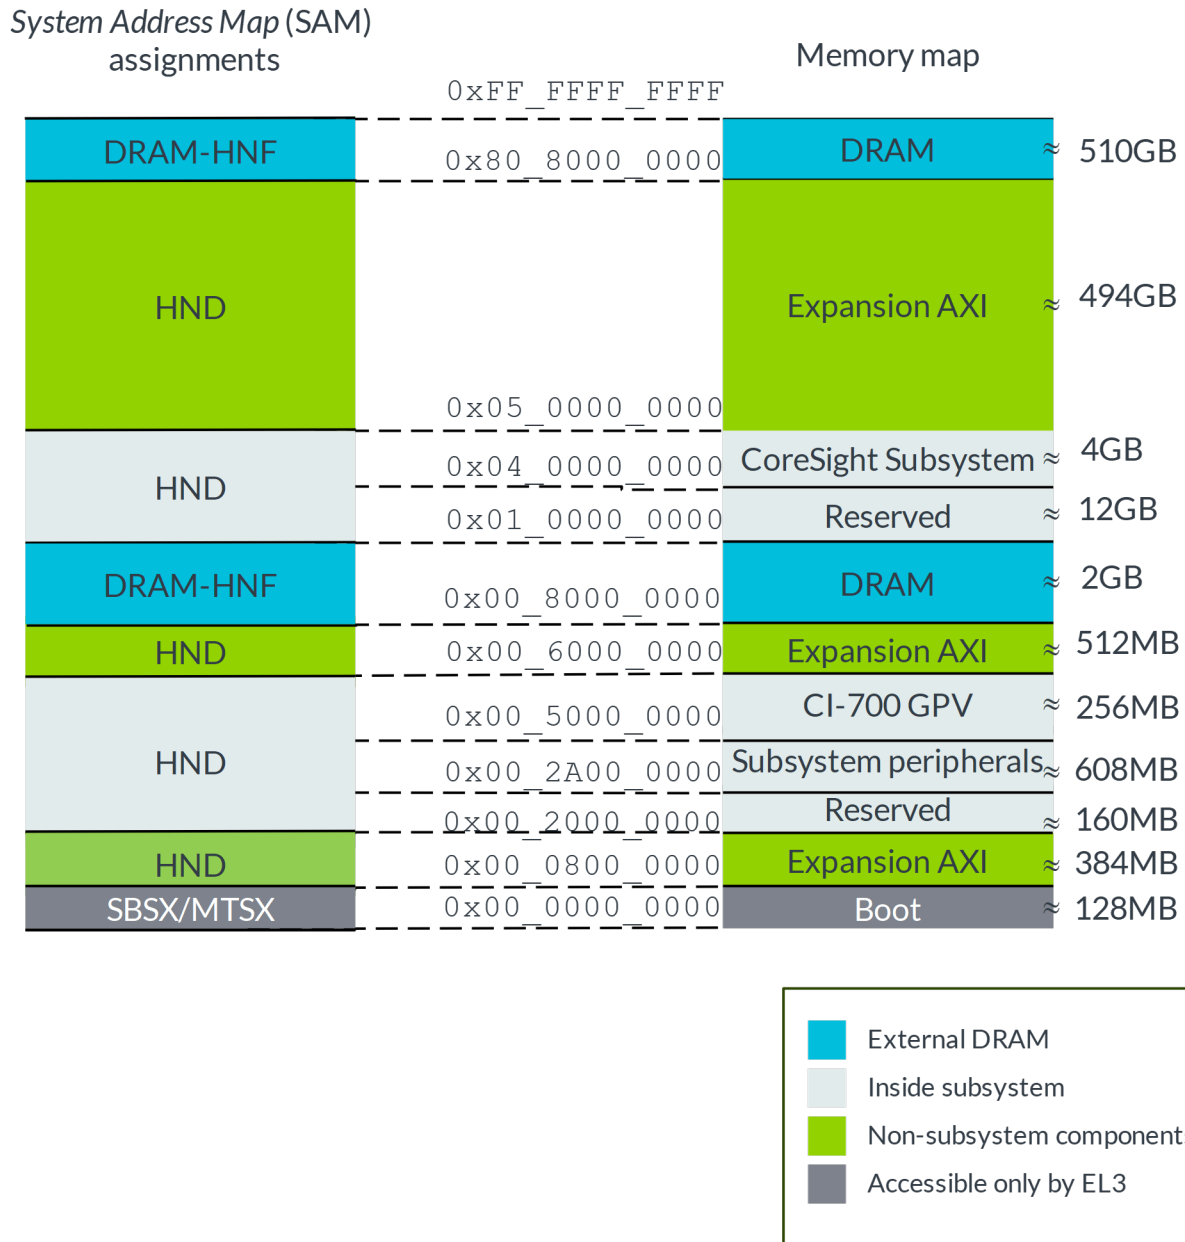 System Address Map (SAM)
assignments
Memory map
0xFF_FFFF_FFFF
DRAM-HNF
0x80_8000_0000
DRAM
≈ 510GB
HND
Expansion AXI
≈ 494GB
0x05_0000_0000
HND
0x04_0000_0000
CoreSight Subsystem
≈ 4GB
0x01_0000_0000
Reserved
≈ 12GB
DRAM-HNF
0x00_8000_0000
DRAM
≈ 2GB
HND
0x00_6000_0000
Expansion AXI
≈ 512MB
HND
0x00_5000_0000
CI-700 GPV
≈ 256MB
0x00_2A00_0000
Subsystem peripherals
≈ 608MB
0x00_2000_0000
Reserved
≈ 160MB
HND
0x00_0800_0000
Expansion AXI
≈ 384MB
SBSX/MTSX
0x00_0000_0000
Boot
≈ 128MB
External DRAM
Inside subsystem
Non-subsystem component
Accessible only by EL3